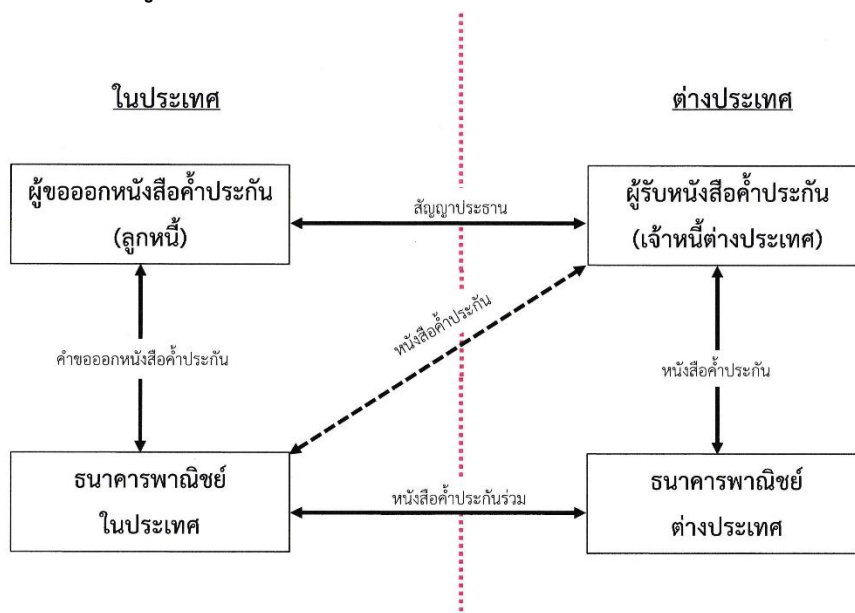 ในประเทศ
ต่างประเทศ
ผู้ขอออกหนังสือค้ำประกัน
(ลูกหนี้)
สัญญาประธาน
ผู้รับหนังสือค้ำประกัน
(เจ้าหนี้ต่างประเทศ)
หนังสือค้ำประกัน
คำขอออกหนังสือค้ำประกัน
หนังสือค้ำประกัน
ธนาคารพาณิชย์
ในประเทศ
หนังสือค้ำประกันร่วม
ธนาคารพาณิชย์
ต่างประเทศ